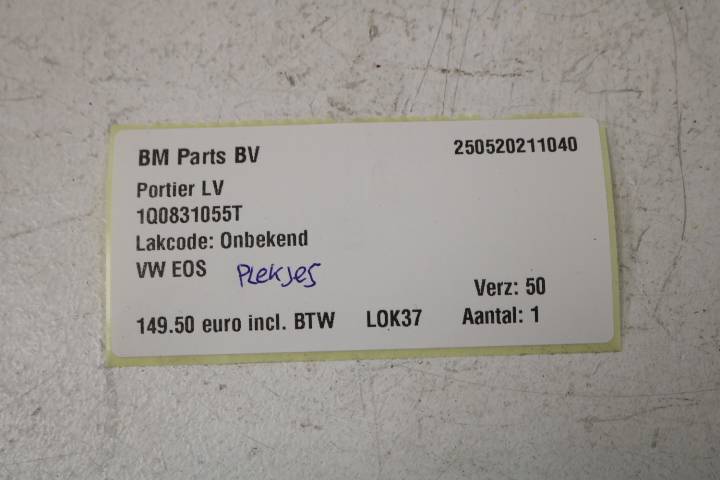 BM Parts BV 250520211040
Portier LV
1Q0831055T
Lakcode: Onbekend
VW EOS Plekjes
Verz: 50
149.50 euro incl. BTW LOK37 Aantal: 1